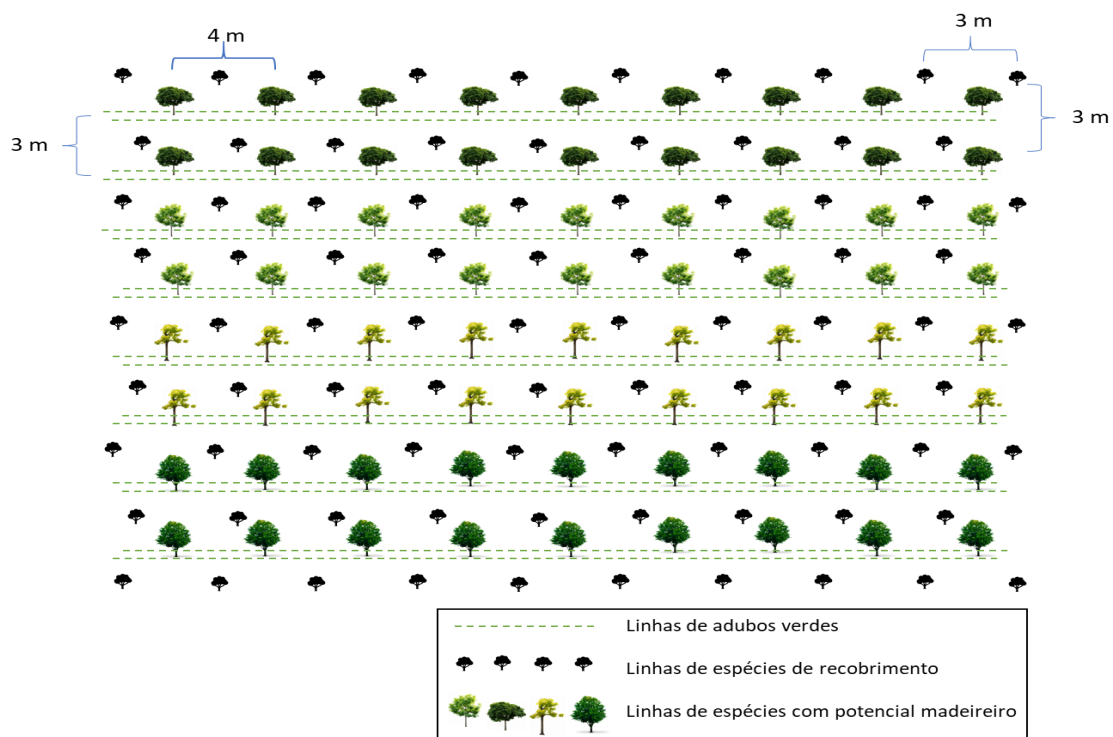 4 m
3 m
3 m
3 m
Linhas de adubos verdes
Linhas de espécies de recobrimento
Linhas de espécies com potencial madeireiro